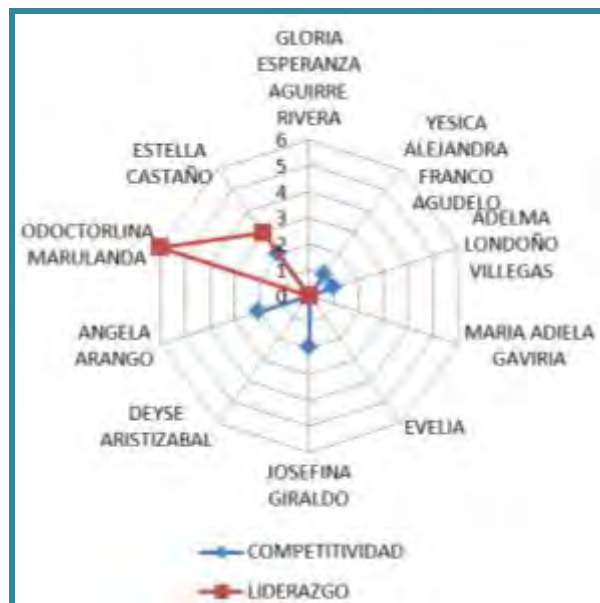 GLORIA
ESPERANZA
AGUIRRE
RIVERA
YESICA
ALEJANDRA
FRANCO
AGUDELO
ADELMA
LONDOÑO
VILLEGAS
MARIA ADIELA
GAVIRIA
EVELIA
JOSEFINA
GIRALDO
DEYSE
ARISTIZABAL
ANGELA
ARANGO
ODOCTORLINA
MARULANDA
ESTELLA
CASTAÑO
6
5
4
3
2
1
0
COMPETITIVIDAD
LIDERAZGO